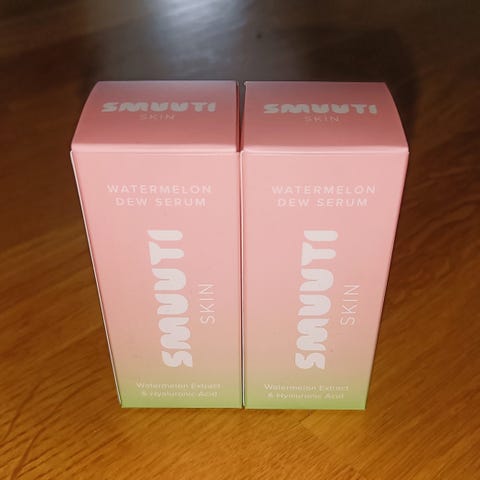 SMUUTI
SKIN
WATERMELON
DEW SERUM
SMUUTI
SKIN
Watermelon Extract
& Hyaluronic Acid
SMUUTI
SKIN
WATERMELON
DEW SERUM
SMUUTI
SKIN
Watermelon Extract
& Hyaluronic Acid